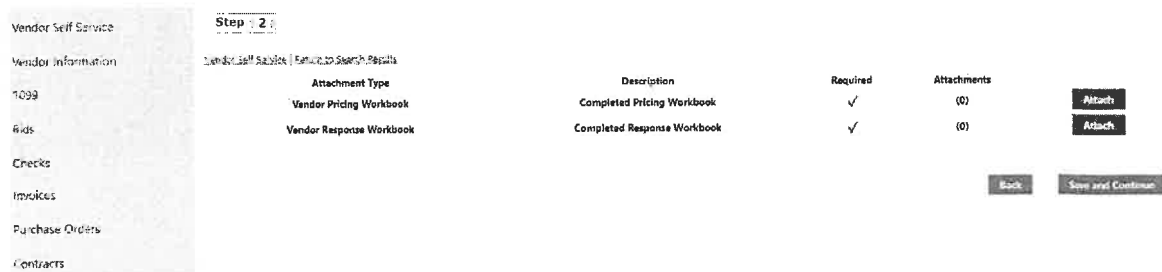 Vendor Self Service
Vendor Information
1099
Bids
Checks
Invoices
Purchase Orders
Contracts
Step : 2 :
Vendor Self Service | Return to Search Results
Attachment Type Description Required Attachments
Vendor Pricing Workbook Completed Pricing Workbook ✓ (0) Attach
Vendor Response Workbook Completed Response Workbook ✓ (0) Attach
Back Save and Continue